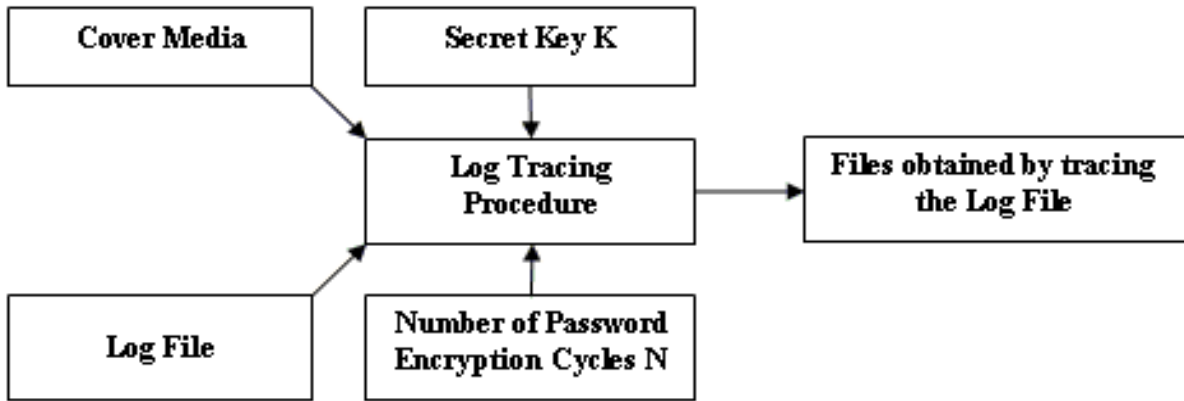 Cover Media
Secret Key K
Log Tracing
Procedure
Files obtained by tracing
the Log File
Log File
Number of Password
Encryption Cycles N